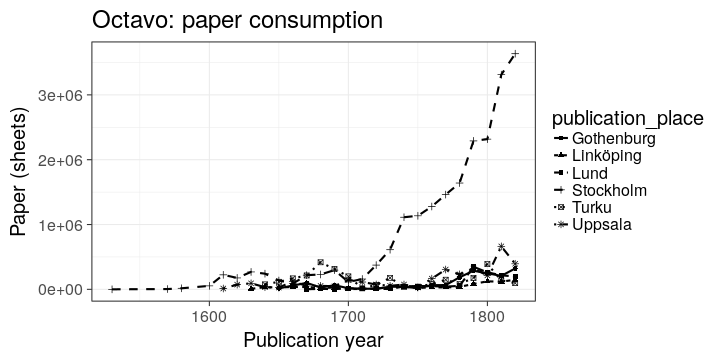 Octavo: paper consumption
Paper (sheets)
3e+06
2e+06
1e+06
0e+00
1600
1700
1800
Publication year
publication_place
Gothenburg
Linköping
Lund
Stockholm
Turku
Uppsala